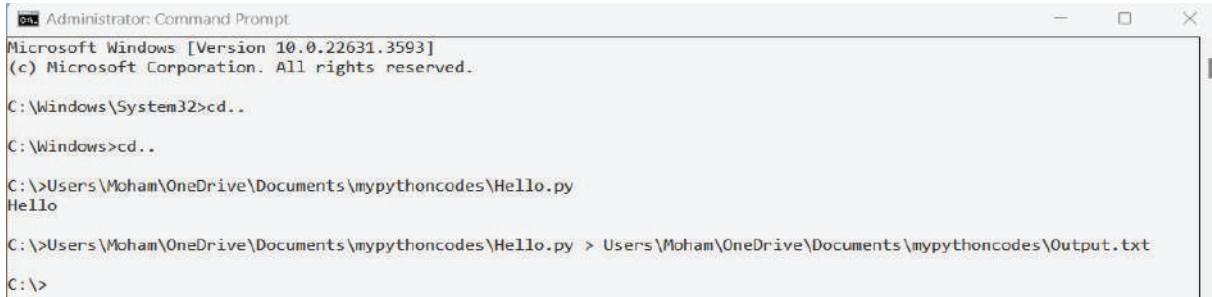 Administrator: Command Prompt
Microsoft Windows [Version 10.0.22631.3593]
(c) Microsoft Corporation. All rights reserved.
C:\Windows\System32>cd..
C:\Windows>cd..
C:\>Users\Moham\OneDrive\Documents\mypythoncodes\Hello.py
Hello
C:\>Users\Moham\OneDrive\Documents\mypythoncodes\Hello.py > Users\Moham\OneDrive\Documents\mypythoncodes\Output.txt
C:\>